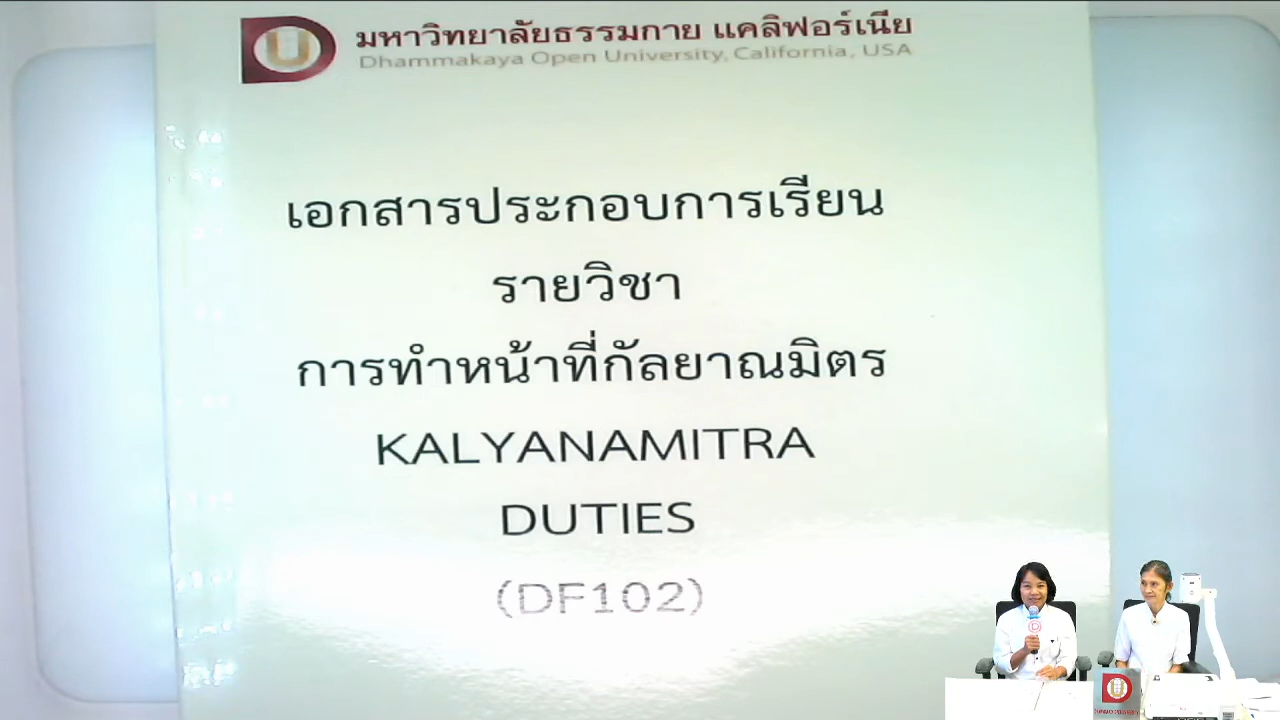 มหาวิทยาลัยธรรมกาย แคลิฟอร์เนีย
Dhammakaya Open University, California, USA
เอกสารประกอบการเรียน
รายวิชา
การทำหน้าที่กัลยาณมิตร
KALYANAMITRA
DUTIES
(DF102)